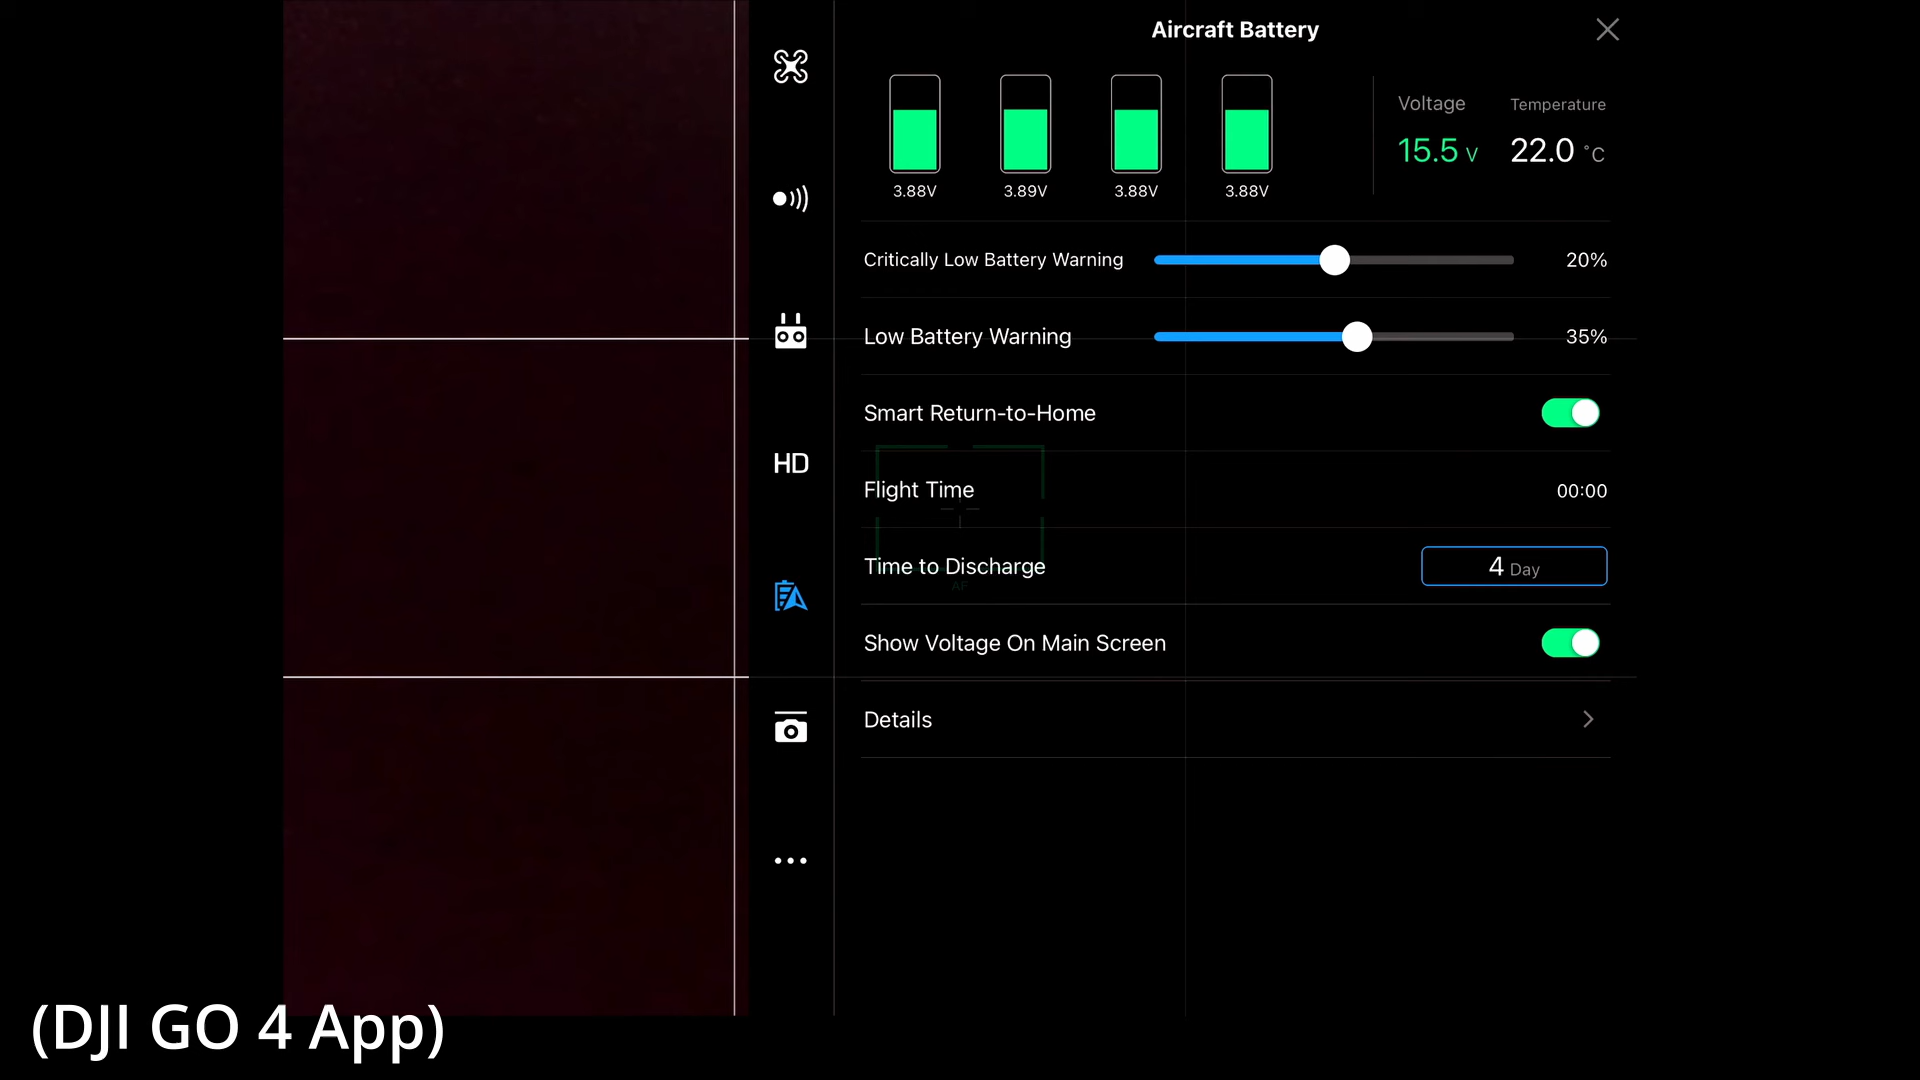 Aircraft Battery
Voltage
Temperature
15.5 V
22.0 °C
3.88V
3.89V
3.88V
3.88V
Critically Low Battery Warning
20%
Low Battery Warning
35%
Smart Return-to-Home
HD
Flight Time
00:00
Time to Discharge
4 Day
AF
Show Voltage On Main Screen
Details
(DJI GO 4 App)